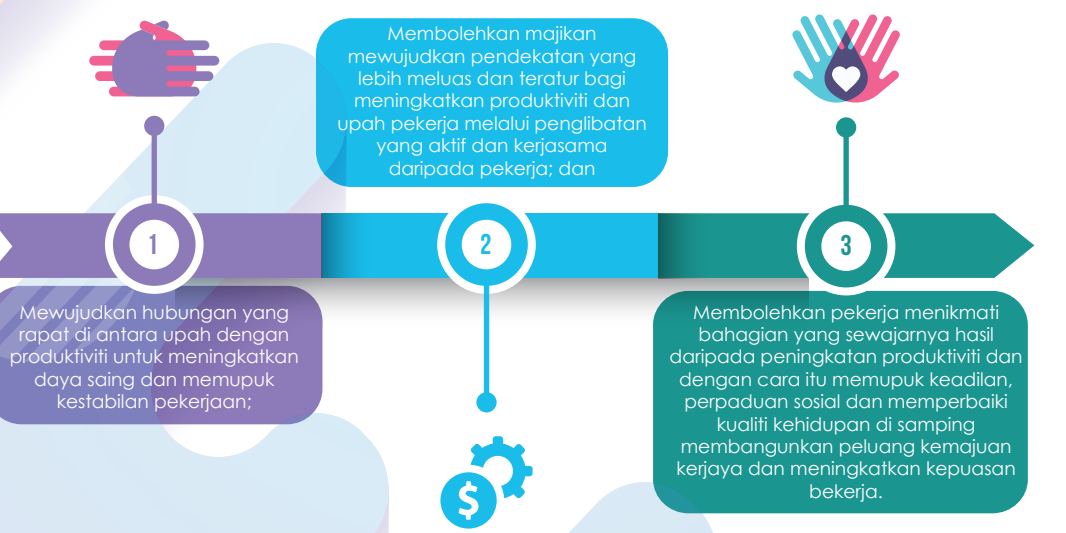 1
Mewujudkan hubungan yang
rapat di antara upah dengan
produktiviti untuk meningkatkan
daya saing dan memupuk
kestabilan pekerjaan;
Membolehkan majikan
mewujudkan pendekatan yang
lebih meluas dan teratur bagi
meningkatkan produktiviti dan
upah pekerja melalui penglibatan
yang aktif dan kerjasama
daripada pekerja; dan
2
$
3
Membolehkan pekerja menikmati
bahagian yang sewajarnya hasil
daripada peningkatan produktiviti dan
dengan cara itu memupuk keadilan,
perpaduan sosial dan memperbaiki
kualiti kehidupan di samping
membangunkan peluang kemajuan
kerjaya dan meningkatkan kepuasan
bekerja.